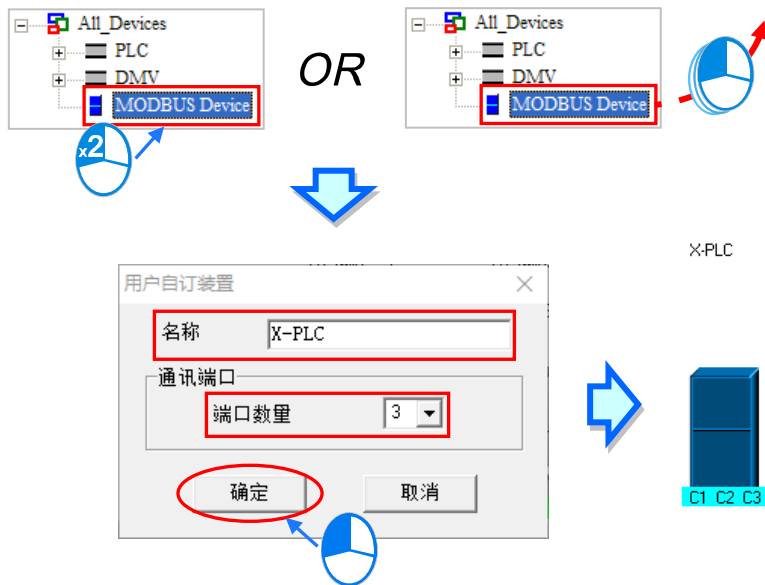 All_Devices
PLC
DMV
MODBUS Device
x2
OR
All_Devices
PLC
DMV
MODBUS Device
X-PLC
用户自订装置
名称 X-PLC
通讯端口
端口数量 3
确定 取消
C1 C2 C3